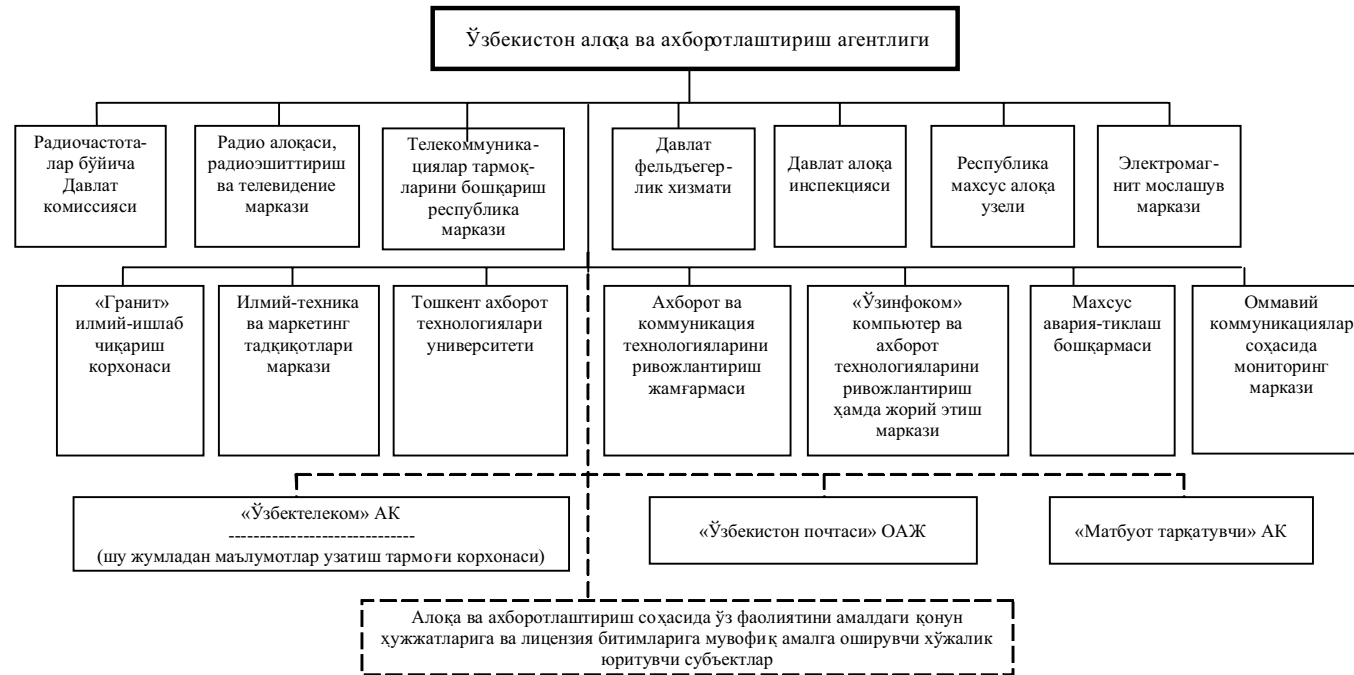 Ўзбекистон алоқа ва ахборотлаштириш агентлиги
Радиочастота-
лар бўйича
Давлат
комиссияси
Радио алоқаси,
радиоэшиттириш
ва телевидение
маркази
Телекоммуника-
циялар тармоқ-
ларини бошқариш
республика
маркази
Давлат
фельдъегер-
лик хизмати
Давлат алоқа
инспекцияси
Республика
махсус алоқа
узели
Электромаг-
нит мослашув
маркази
«Гранит»
илмий-ишлаб
чиқариш
корхонаси
Илмий-техника
ва маркетинг
тадқиқотлари
маркази
Тошкент ахборот
технологиялари
университети
Ахборот ва
коммуникация
технологияларини
ривожлантириш
жамғармаси
«Ўзинфоком»
компьютер ва
ахборот
технологияларини
ривожлантириш
ҳамда жорий этиш
маркази
Махсус
авария-тиклаш
бошқармаси
Оммавий
коммуникациялар
соҳасида
мониторинг
маркази
«Ўзбектелеком» АК
------------------------------
(шу жумладан маълумотлар узатиш тармоғи корхонаси)
«Ўзбекистон почтаси» ОАЖ
«Матбуот тарқатувчи» АК
Алоқа ва ахборотлаштириш соҳасида ўз фаолиятини амалдаги қонун
ҳужжатларига ва лицензия битимларига мувофиқ амалга оширувчи хўжалик
юритувчи субъектлар